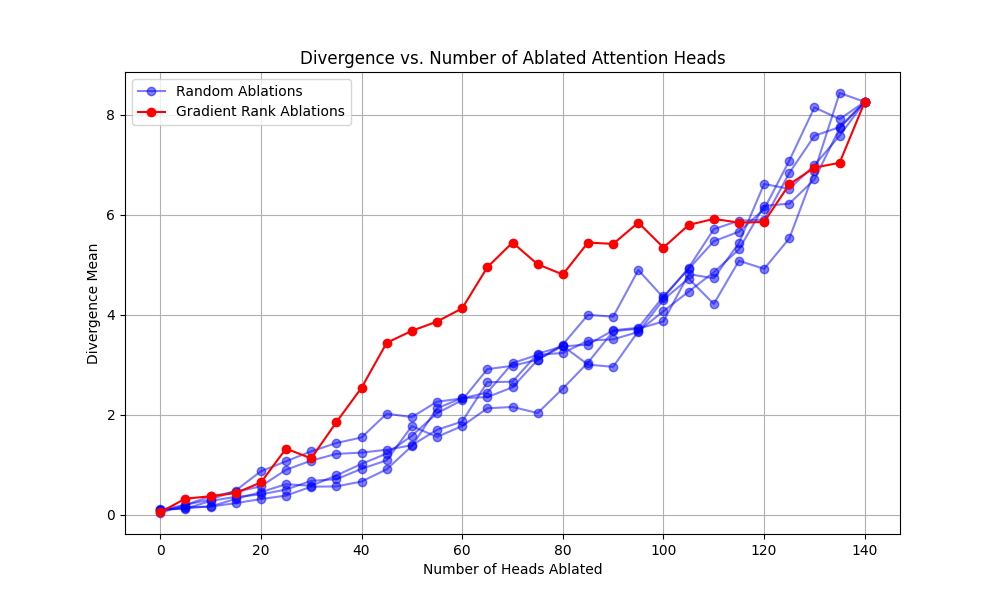 Divergence vs. Number of Ablated Attention Heads
Random Ablations
Gradient Rank Ablations
Divergence Mean
8
6
4
2
0
0 20 40 60 80 100 120 140
Number of Heads Ablated